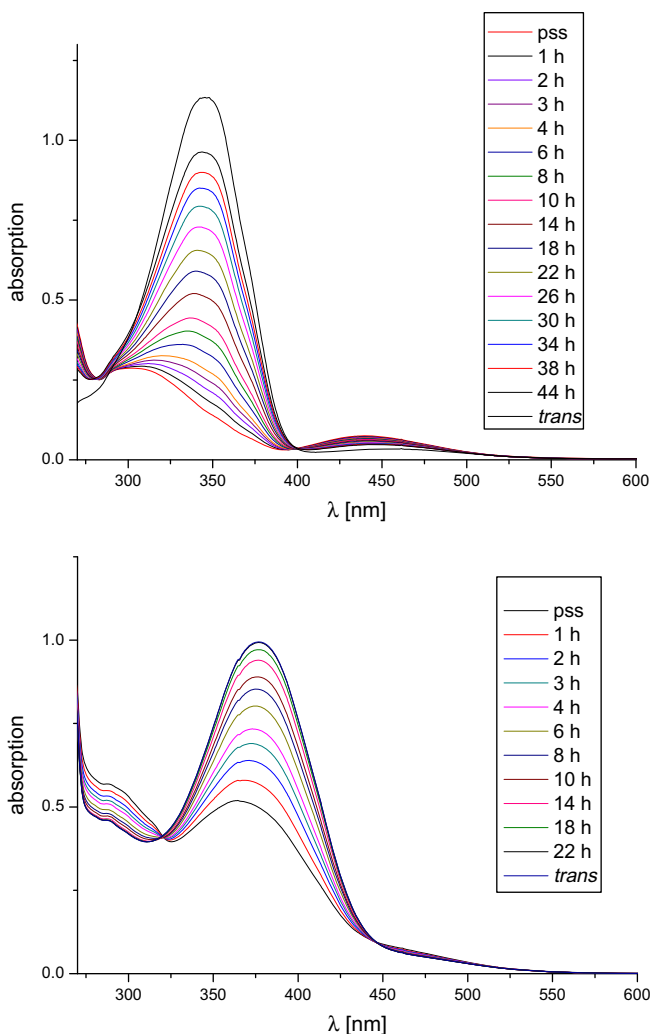 absorption
1.0
0.5
0.0
300
350
400
450
500
550
600
λ [nm]
pss
1 h
2 h
3 h
4 h
6 h
8 h
10 h
14 h
18 h
22 h
26 h
30 h
34 h
38 h
44 h
trans
absorption
1.0
0.5
0.0
300
350
400
450
500
550
600
λ [nm]
pss
1 h
2 h
3 h
4 h
6 h
8 h
10 h
14 h
18 h
22 h
trans